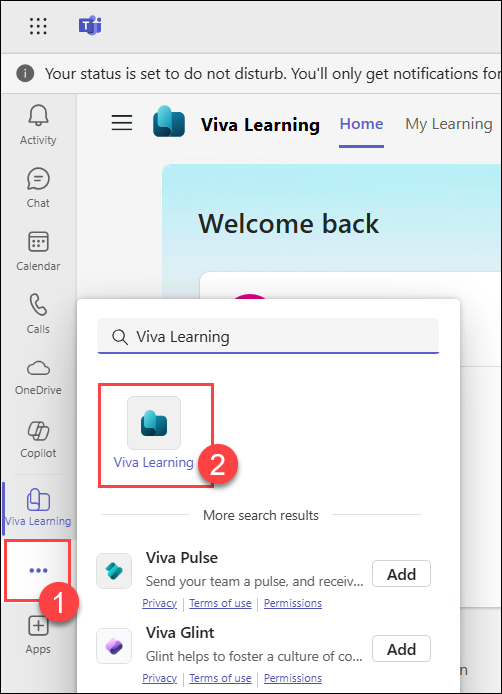 Your status is set to do not disturb. You'll only get notifications for
Activity
Chat
Calendar
Calls
OneDrive
Copilot
Viva Learning
1
Apps
Viva Learning Home My Learning
Welcome back
Viva Learning
Viva Learning
2
More search results
Viva Pulse
Send your team a pulse, and receiv...
Add
Privacy | Terms of use | Permissions
Viva Glint
Glint helps to foster a culture of co...
Add
Privacy | Terms of use | Permissions